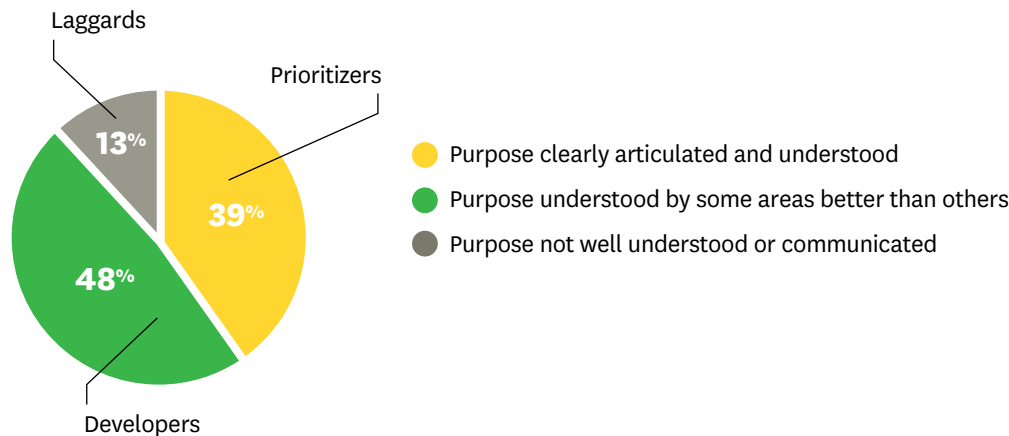 Laggards
Prioritizers
13%
39%
48%
Developers
Purpose clearly articulated and understood
Purpose understood by some areas better than others
Purpose not well understood or communicated